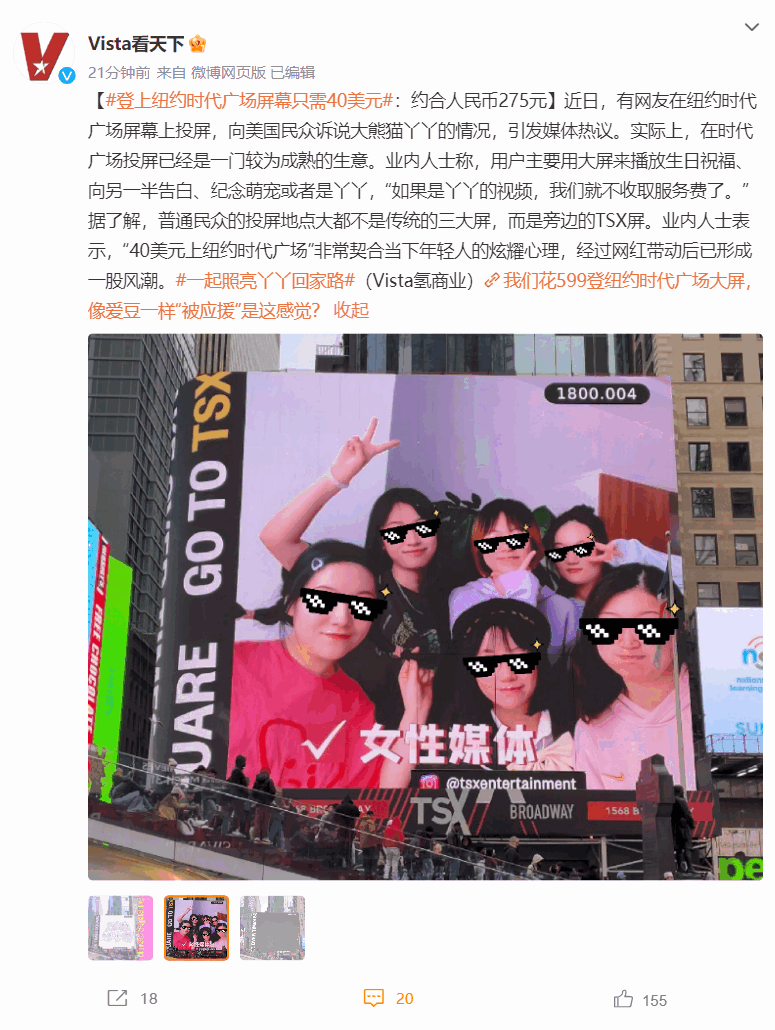 Vista看天下
21分钟前 来自 微博网页版 已编辑
【#登上纽约时代广场屏幕只需40美元#：约合人民币275元】近日，有网友在纽约时代
广场屏幕上投屏，向美国民众诉说大熊猫丫丫的情况，引发媒体热议。实际上，在时代
广场投屏已经是一门较为成熟的生意。业内人士称，用户主要用大屏来播放生日祝福、
向另一半告白、纪念萌宠或者是丫丫，“如果是丫丫的视频，我们就不收取服务费了。”
据了解，普通民众的投屏地点大都不是传统的三大屏，而是旁边的TSX屏。业内人士表
示，“40美元上纽约时代广场”非常契合当下年轻人的炫耀心理，经过网红带动后已形成
一股风潮。#一起照亮丫丫回家路#（Vista氢商业）我们花599登纽约时代广场大屏，
像爱豆一样“被应援”是这感觉？ 收起
1800.004
UARE GO TO TSX
FREE CHOCOLATE
女性媒体
@tsxentertainment
TSX
BROADWAY
1568 B
pe
18
20
155